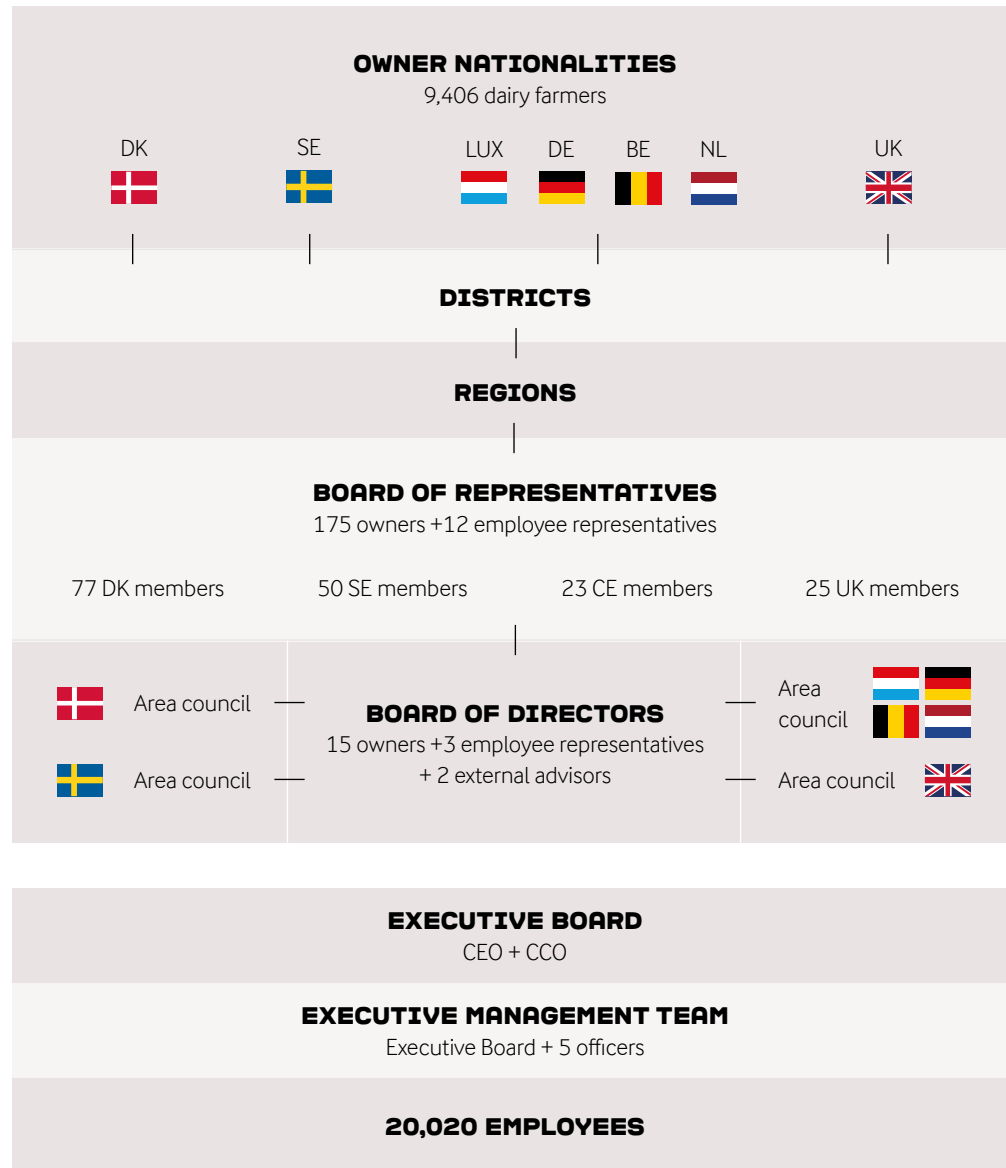 OWNER NATIONALITIES
9,406 dairy farmers
DK
SE
LUX
DE
BE
NL
UK
DISTRICTS
REGIONS
BOARD OF REPRESENTATIVES
175 owners +12 employee representatives
77 DK members
50 SE members
23 CE members
25 UK members
Area council
Area council
BOARD OF DIRECTORS
15 owners +3 employee representatives
+ 2 external advisors
Area
council
Area council
EXECUTIVE BOARD
CEO + CCO
EXECUTIVE MANAGEMENT TEAM
Executive Board + 5 officers
20,020 EMPLOYEES